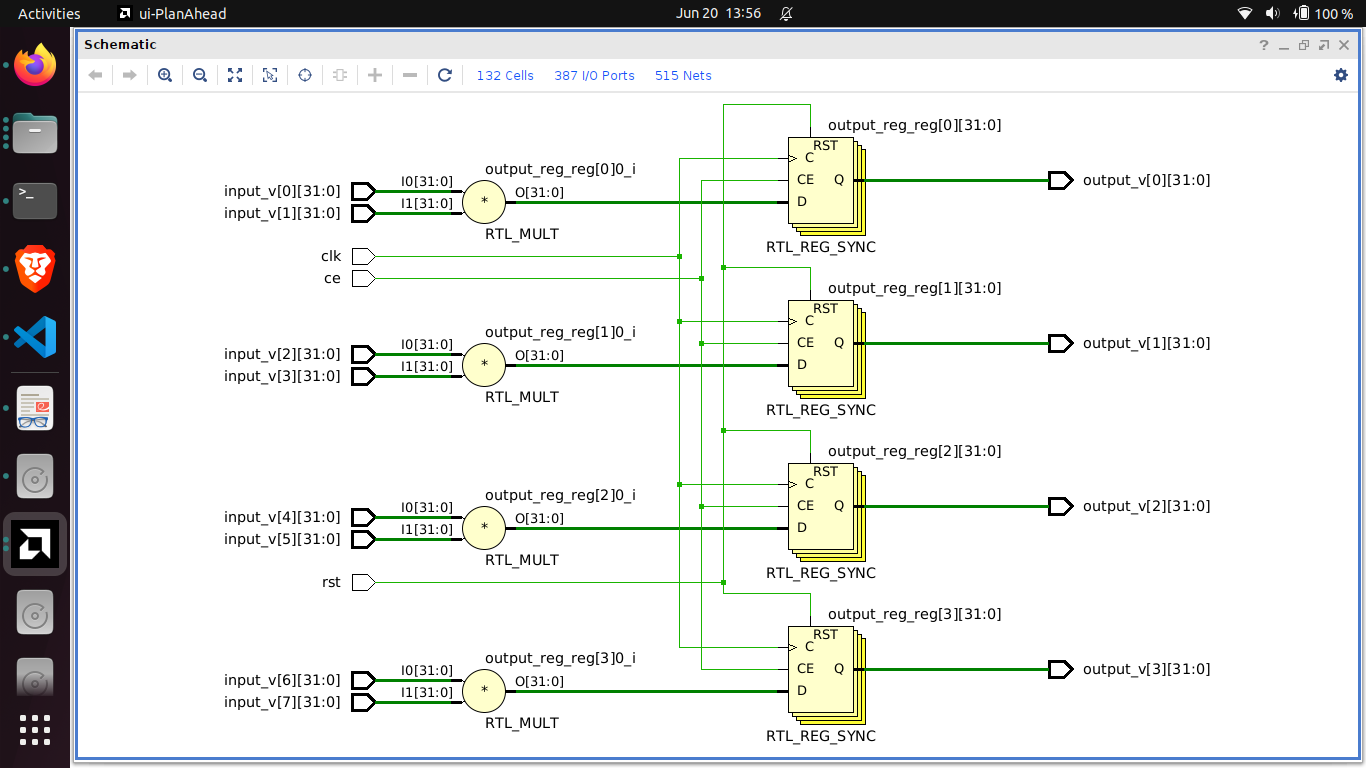 Activities
ui-PlanAhead
Jun 20 13:56
100 %
Schematic
132 Cells
387 I/O Ports
515 Nets
output_reg_reg[0][31:0]
RST
C
CE
Q
D
RTL_REG_SYNC
output_v[0][31:0]
output_reg_reg[0]0_i
input_v[0][31:0]
I0[31:0]
input_v[1][31:0]
I1[31:0]
*
O[31:0]
RTL_MULT
clk
ce
output_reg_reg[1][31:0]
RST
C
CE
Q
D
RTL_REG_SYNC
output_v[1][31:0]
output_reg_reg[1]0_i
input_v[2][31:0]
I0[31:0]
input_v[3][31:0]
I1[31:0]
*
O[31:0]
RTL_MULT
output_reg_reg[2][31:0]
RST
C
CE
Q
D
RTL_REG_SYNC
output_v[2][31:0]
output_reg_reg[2]0_i
input_v[4][31:0]
I0[31:0]
input_v[5][31:0]
I1[31:0]
*
O[31:0]
RTL_MULT
rst
output_reg_reg[3][31:0]
RST
C
CE
Q
D
RTL_REG_SYNC
output_v[3][31:0]
output_reg_reg[3]0_i
input_v[6][31:0]
I0[31:0]
input_v[7][31:0]
I1[31:0]
*
O[31:0]
RTL_MULT